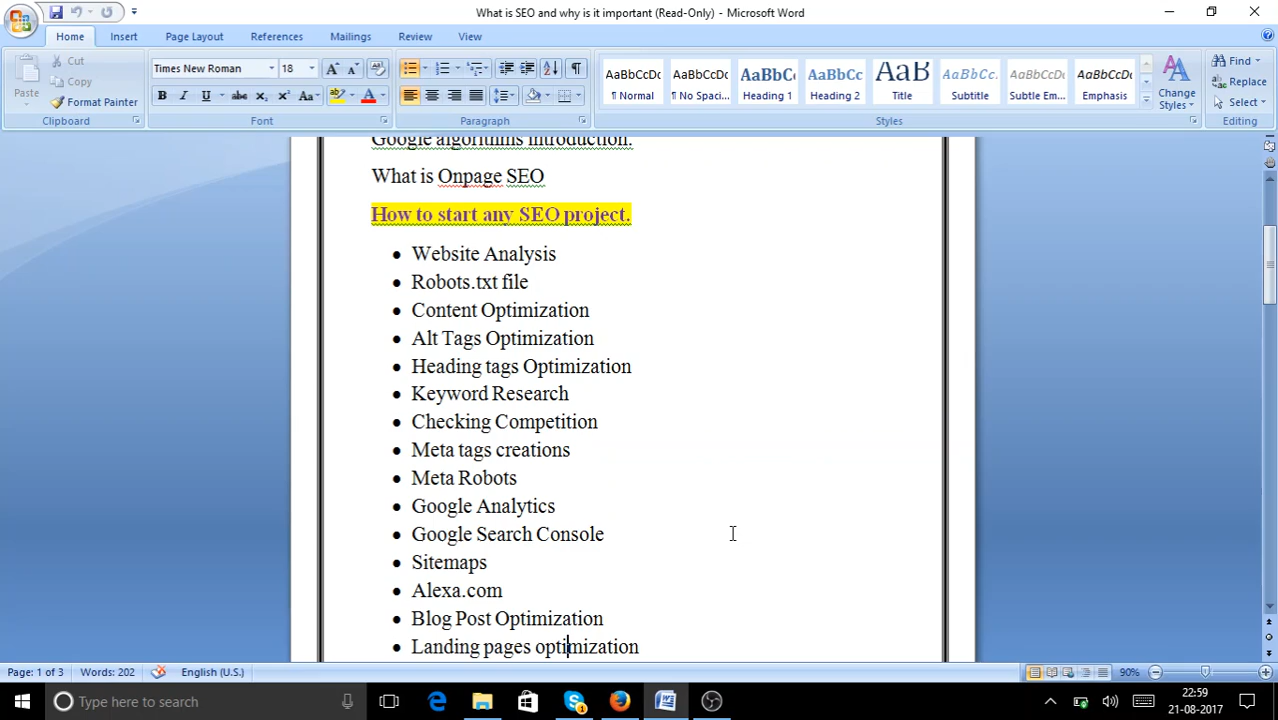 What is SEO and why is it important (Read-Only) - Microsoft Word
Home Insert Page Layout References Mailings Review View
Paste Cut Copy Format Painter
Times New Roman 18
AaBbCcDc AaBbCcDc AaBbC AaBbCc AaB AaBbCc. AaBbCcDc AaBbCcDc
¶ Normal ¶ No Spaci... Heading 1 Heading 2 Title Subtitle Subtle Em... Emphasis
Change Styles
Find Replace Select
Clipboard Font Paragraph Styles Editing
Google algorithms introduction.
What is Onpage SEO
How to start any SEO project.
• Website Analysis
• Robots.txt file
• Content Optimization
• Alt Tags Optimization
• Heading tags Optimization
• Keyword Research
• Checking Competition
• Meta tags creations
• Meta Robots
• Google Analytics
• Google Search Console
• Sitemaps
• Alexa.com
• Blog Post Optimization
• Landing pages optimization
Page: 1 of 3 Words: 202 English (U.S.) 90%
Type here to search
22:59
21-08-2017